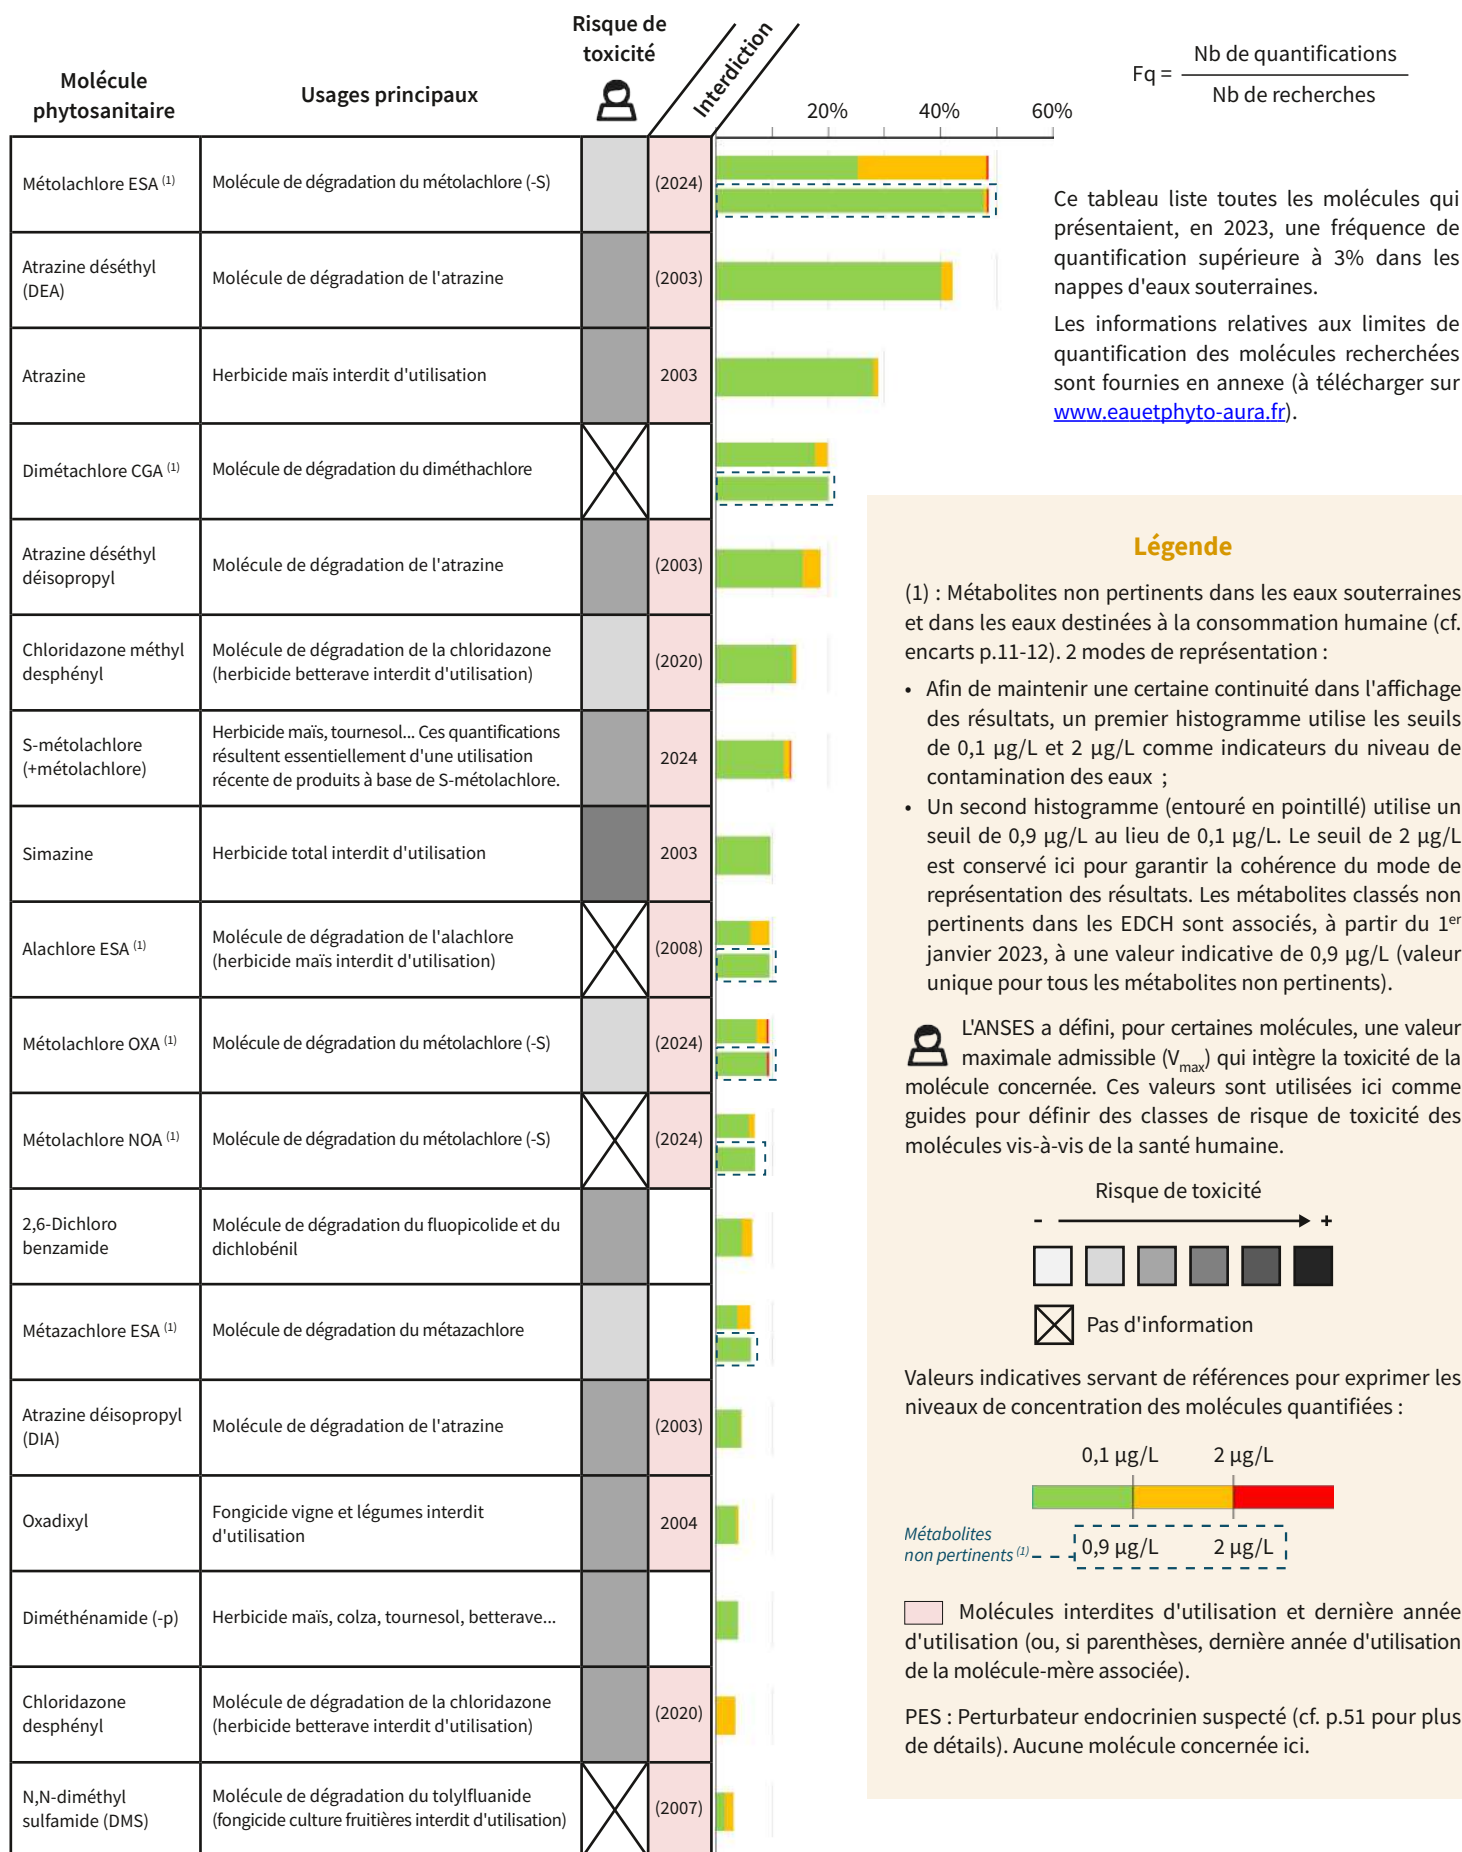 Molécule
phytosanitaire
Usages principaux
Risque de
toxicité
Interdiction
20%
40%
60%
Fq =
Nb de quantifications
Nb de recherches
Métolachlore ESA (1)
Molécule de dégradation du métolachlore (-S)
(2024)
Atrazine déséthyl
(DEA)
Molécule de dégradation de l'atrazine
(2003)
Atrazine
Herbicide maïs interdit d'utilisation
2003
Dimétachlore CGA (1)
Molécule de dégradation du diméthachlore
Atrazine déséthyl
déisopropyl
Molécule de dégradation de l'atrazine
(2003)
Chloridazone méthyl
desphényl
Molécule de dégradation de la chloridazone
(herbicide betterave interdit d'utilisation)
(2020)
S-métolachlore
(+métolachlore)
Herbicide maïs, tournesol... Ces quantifications
résultent essentiellement d'une utilisation
récente de produits à base de S-métolachlore.
2024
Simazine
Herbicide total interdit d'utilisation
2003
Alachlore ESA (1)
Molécule de dégradation de l'alachlore
(herbicide maïs interdit d'utilisation)
(2008)
Métolachlore OXA (1)
Molécule de dégradation du métolachlore (-S)
(2024)
Métolachlore NOA (1)
Molécule de dégradation du métolachlore (-S)
(2024)
2,6-Dichloro
benzamide
Molécule de dégradation du fluopicolide et du
dichlobénil
Métazachlore ESA (1)
Molécule de dégradation du métazachlore
Atrazine déisopropyl
(DIA)
Molécule de dégradation de l'atrazine
(2003)
Oxadixyl
Fongicide vigne et légumes interdit
d'utilisation
2004
Diméthénamide (-p)
Herbicide maïs, colza, tournesol, betterave...
Chloridazone
desphényl
Molécule de dégradation de la chloridazone
(herbicide betterave interdit d'utilisation)
(2020)
N,N-diméthyl
sulfamide (DMS)
Molécule de dégradation du tolylfluanide
(fongicide culture fruitières interdit d'utilisation)
(2007)
Ce tableau liste toutes les molécules qui
présentaient, en 2023, une fréquence de
quantification supérieure à 3% dans les
nappes d'eaux souterraines.
Les informations relatives aux limites de
quantification des molécules recherchées
sont fournies en annexe (à télécharger sur
www.eauetphyto-aura.fr).
Légende
(1) : Métabolites non pertinents dans les eaux souterraines
et dans les eaux destinées à la consommation humaine (cf.
encarts p.11-12). 2 modes de représentation :
• Afin de maintenir une certaine continuité dans l'affichage
des résultats, un premier histogramme utilise les seuils
de 0,1 µg/L et 2 µg/L comme indicateurs du niveau de
contamination des eaux ;
• Un second histogramme (entouré en pointillé) utilise un
seuil de 0,9 µg/L au lieu de 0,1 µg/L. Le seuil de 2 µg/L
est conservé ici pour garantir la cohérence du mode de
représentation des résultats. Les métabolites classés non
pertinents dans les EDCH sont associés, à partir du 1er
janvier 2023, à une valeur indicative de 0,9 µg/L (valeur
unique pour tous les métabolites non pertinents).
L'ANSES a défini, pour certaines molécules, une valeur
maximale admissible (Vmax) qui intègre la toxicité de la
molécule concernée. Ces valeurs sont utilisées ici comme
guides pour définir des classes de risque de toxicité des
molécules vis-à-vis de la santé humaine.
Risque de toxicité
- +
Pas d'information
Valeurs indicatives servant de références pour exprimer les
niveaux de concentration des molécules quantifiées :
0,1 µg/L 2 µg/L
Métabolites
non pertinents (1)
0,9 µg/L 2 µg/L
Molécules interdites d'utilisation et dernière année
d'utilisation (ou, si parenthèses, dernière année d'utilisation
de la molécule-mère associée).
PES : Perturbateur endocrinien suspecté (cf. p.51 pour plus
de détails). Aucune molécule concernée ici.